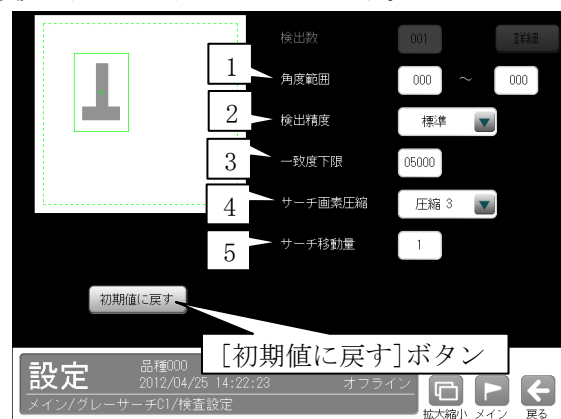 検出数 001 詳細
1 角度範囲 000 ～ 000
2 検出精度 標準
3 一致度下限 05000
4 サーチ画素圧縮 圧縮 3
5 サーチ移動量 1
初期値に戻す
[初期値に戻す]ボタン
設定 品種000
2012/04/25 14:22:23 オフライン
メイン/グレーサーチC1/検査設定
拡大縮小 メイン 戻る